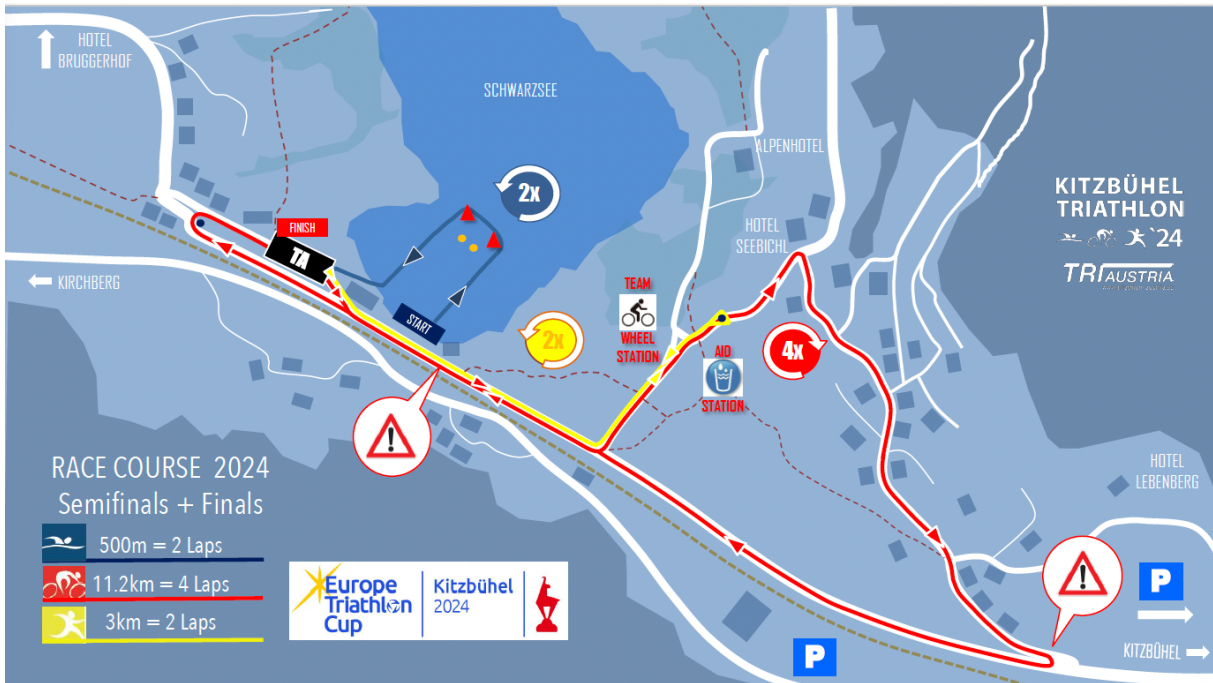 HOTEL
BRUGGERHOF
SCHWARZSEE
2x
ALPENHOTEL
KITZBÜHEL
TRIATHLON
'24
TRIAUSTRIA
HOTEL
SEEBICHL
FINISH
TA
KIRCHBERG
START
TEAM
WHEEL
STATION
2x
AID
STATION
4x
RACE COURSE 2024
Semifinals + Finals
500m = 2 Laps
11.2km = 4 Laps
3km = 2 Laps
Europe
Triathlon
Cup
Kitzbühel
2024
HOTEL
LEBENBERG
P
P
KITZBÜHEL